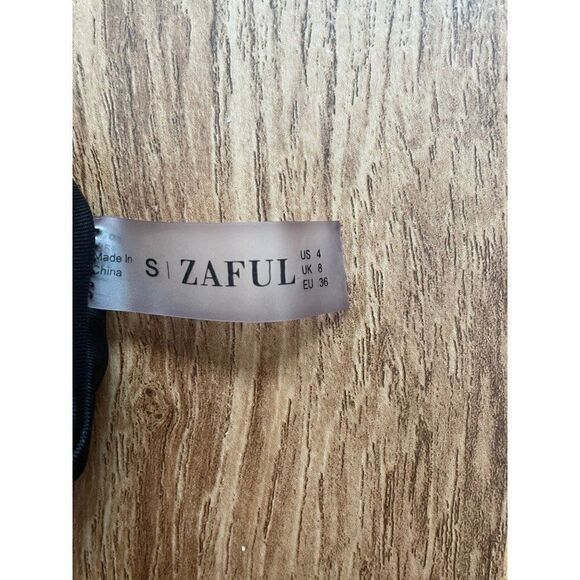 Made In
China
S | ZAFUL
US 4
UK 8
EU 36